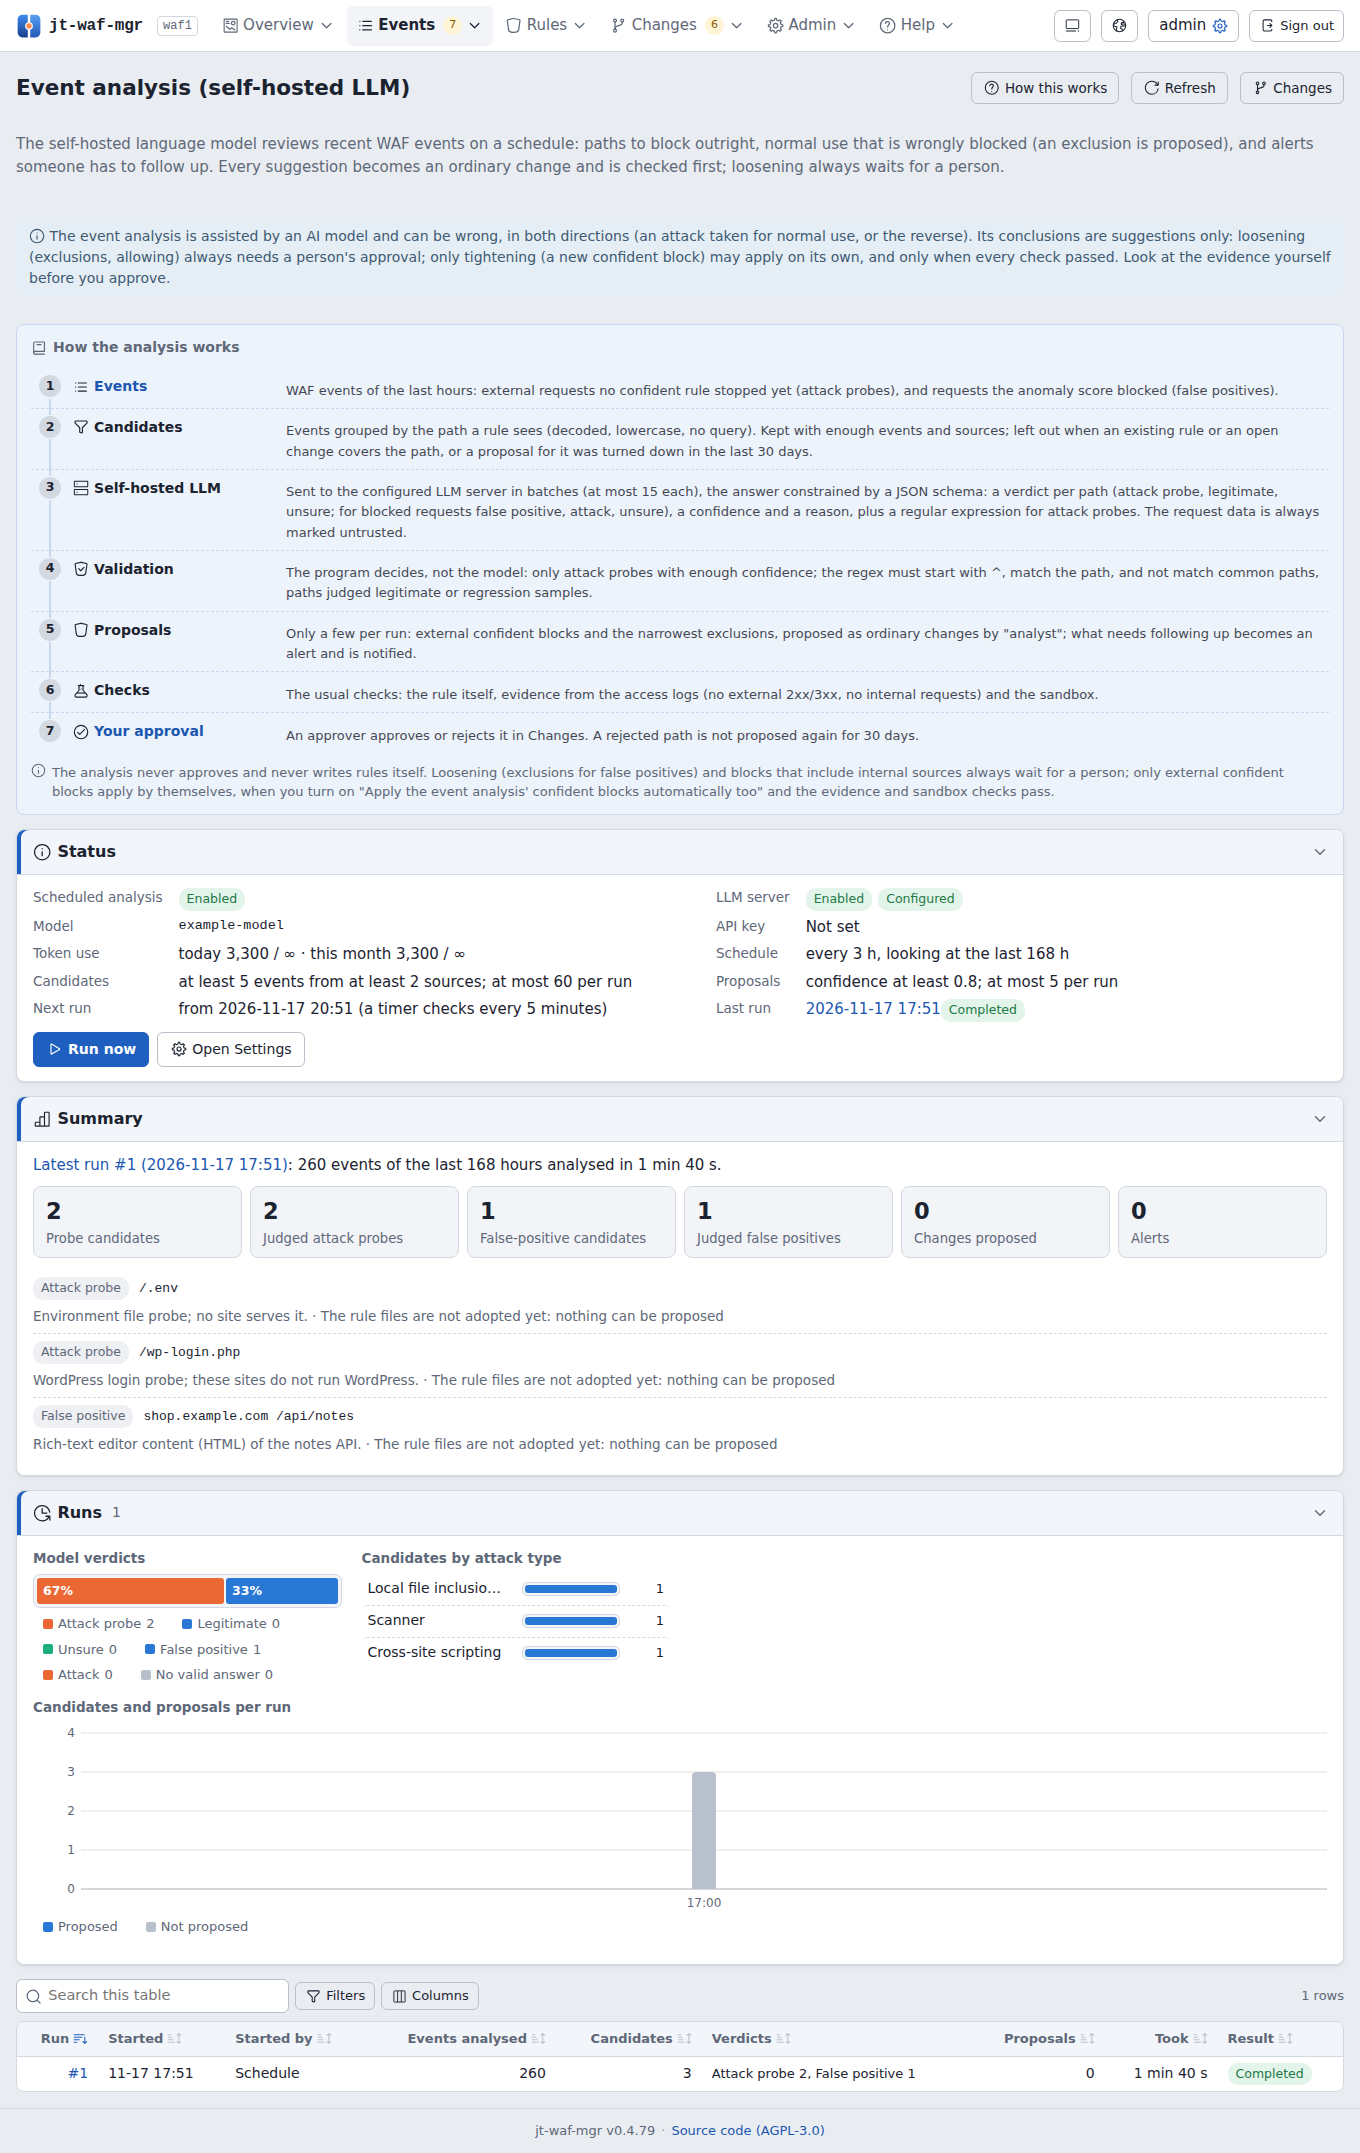 jt-waf-mgr waf1 Overview Events 7 Rules Changes 6 Admin Help admin Sign out
Event analysis (self-hosted LLM)
How this works Refresh Changes
The self-hosted language model reviews recent WAF events on a schedule: paths to block outright, normal use that is wrongly blocked (an exclusion is proposed), and alerts
someone has to follow up. Every suggestion becomes an ordinary change and is checked first; loosening always waits for a person.
The event analysis is assisted by an AI model and can be wrong, in both directions (an attack taken for normal use, or the reverse). Its conclusions are suggestions only: loosening
(exclusions, allowing) always needs a person's approval; only tightening (a new confident block) may apply on its own, and only when every check passed. Look at the evidence yourself
before you approve.
How the analysis works
1 Events
WAF events of the last hours: external requests no confident rule stopped yet (attack probes), and requests the anomaly score blocked (false positives).
2 Candidates
Events grouped by the path a rule sees (decoded, lowercase, no query). Kept with enough events and sources; left out when an existing rule or an open
change covers the path, or a proposal for it was turned down in the last 30 days.
3 Self-hosted LLM
Sent to the configured LLM server in batches (at most 15 each), the answer constrained by a JSON schema: a verdict per path (attack probe, legitimate,
unsure; for blocked requests false positive, attack, unsure), a confidence and a reason, plus a regular expression for attack probes. The request data is always
marked untrusted.
4 Validation
The program decides, not the model: only attack probes with enough confidence; the regex must start with ^, match the path, and not match common paths,
paths judged legitimate or regression samples.
5 Proposals
Only a few per run: external confident blocks and the narrowest exclusions, proposed as ordinary changes by "analyst"; what needs following up becomes an
alert and is notified.
6 Checks
The usual checks: the rule itself, evidence from the access logs (no external 2xx/3xx, no internal requests) and the sandbox.
7 Your approval
An approver approves or rejects it in Changes. A rejected path is not proposed again for 30 days.
The analysis never approves and never writes rules itself. Loosening (exclusions for false positives) and blocks that include internal sources always wait for a person; only external confident
blocks apply by themselves, when you turn on "Apply the event analysis' confident blocks automatically too" and the evidence and sandbox checks pass.
Status
Scheduled analysis Enabled LLM server Enabled Configured
Model example-model API key Not set
Token use today 3,300 / ∞ · this month 3,300 / ∞ Schedule every 3 h, looking at the last 168 h
Candidates at least 5 events from at least 2 sources; at most 60 per run Proposals confidence at least 0.8; at most 5 per run
Next run from 2026-11-17 20:51 (a timer checks every 5 minutes) Last run 2026-11-17 17:51 Completed
Run now Open Settings
Summary
Latest run #1 (2026-11-17 17:51): 260 events of the last 168 hours analysed in 1 min 40 s.
2 2 1 1 0 0
Probe candidates Judged attack probes False-positive candidates Judged false positives Changes proposed Alerts
Attack probe /.env
Environment file probe; no site serves it. · The rule files are not adopted yet: nothing can be proposed
Attack probe /wp-login.php
WordPress login probe; these sites do not run WordPress. · The rule files are not adopted yet: nothing can be proposed
False positive shop.example.com /api/notes
Rich-text editor content (HTML) of the notes API. · The rule files are not adopted yet: nothing can be proposed
Runs 1
Model verdicts Candidates by attack type
67% 33% Local file inclusio... 1
Attack probe 2 Legitimate 0 Scanner 1
Unsure 0 False positive 1 Cross-site scripting 1
Attack 0 No valid answer 0
Candidates and proposals per run
4
3
2
1
0
17:00
Proposed Not proposed
Search this table Filters Columns 1 rows
Run Started Started by Events analysed Candidates Verdicts Proposals Took Result
#1 11-17 17:51 Schedule 260 3 Attack probe 2, False positive 1 0 1 min 40 s Completed
jt-waf-mgr v0.4.79 · Source code (AGPL-3.0)